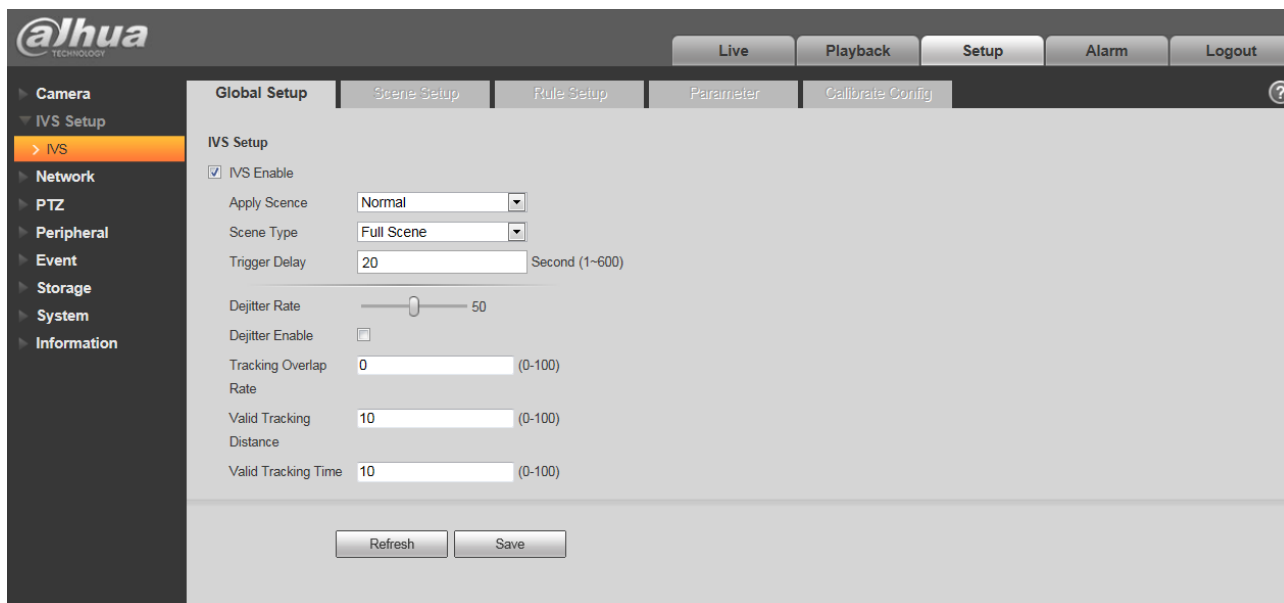 alhua
TECHNOLOGY
Live Playback Setup Alarm Logout
Camera
IVS Setup
> IVS
Network
PTZ
Peripheral
Event
Storage
System
Information
Global Setup Scene Setup Rule Setup Parameter Calibrate Config ?
IVS Setup
IVS Enable
Apply Scence Normal
Scene Type Full Scene
Trigger Delay 20 Second (1~600)
Dejitter Rate 50
Dejitter Enable
Tracking Overlap 0 (0-100)
Rate
Valid Tracking 10 (0-100)
Distance
Valid Tracking Time 10 (0-100)
Refresh Save